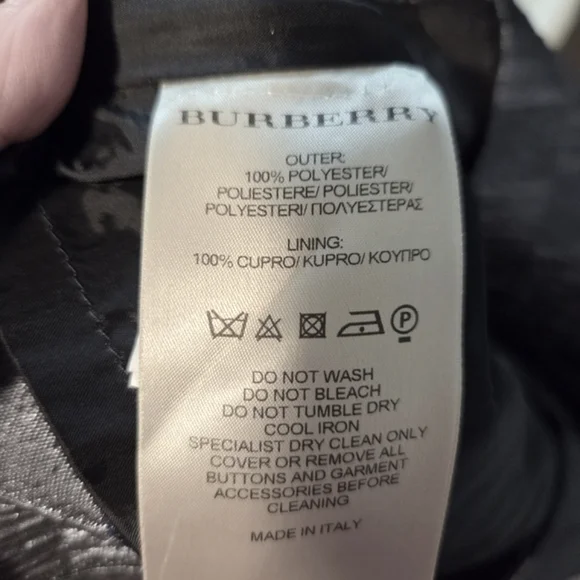 BURBERRY
OUTER:
100% POLYESTER/
POLIESTERE/ POLIESTER/
POLYESTERI/ ΠΟΛΥΕΣΤΕΡΑΣ
LINING:
100% CUPRO/ KUPRO/ ΚΟΥΠΡΟ
P
DO NOT WASH
DO NOT BLEACH
DO NOT TUMBLE DRY
COOL IRON
SPECIALIST DRY CLEAN ONLY
COVER OR REMOVE ALL
BUTTONS AND GARMENT
ACCESSORIES BEFORE
CLEANING
MADE IN ITALY